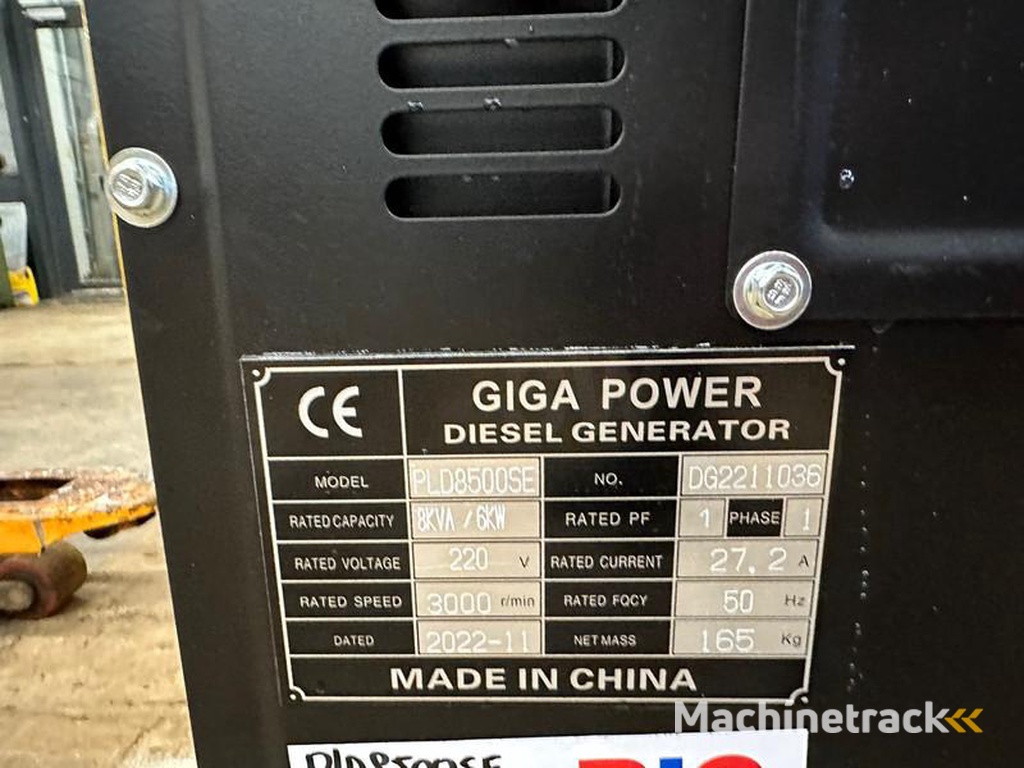 CE
GIGA POWER
DIESEL GENERATOR
MODEL PLD8500SE NO. DG2211036
RATED CAPACITY 8KVA / 6KW RATED PF 1 PHASE 1
RATED VOLTAGE 220 V RATED CURRENT 27.2 A
RATED SPEED 3000 r/min RATED FQCY 50 Hz
DATED 2022-11 NET MASS 165 Kg
MADE IN CHINA
Machinetrack
PLD8500SE